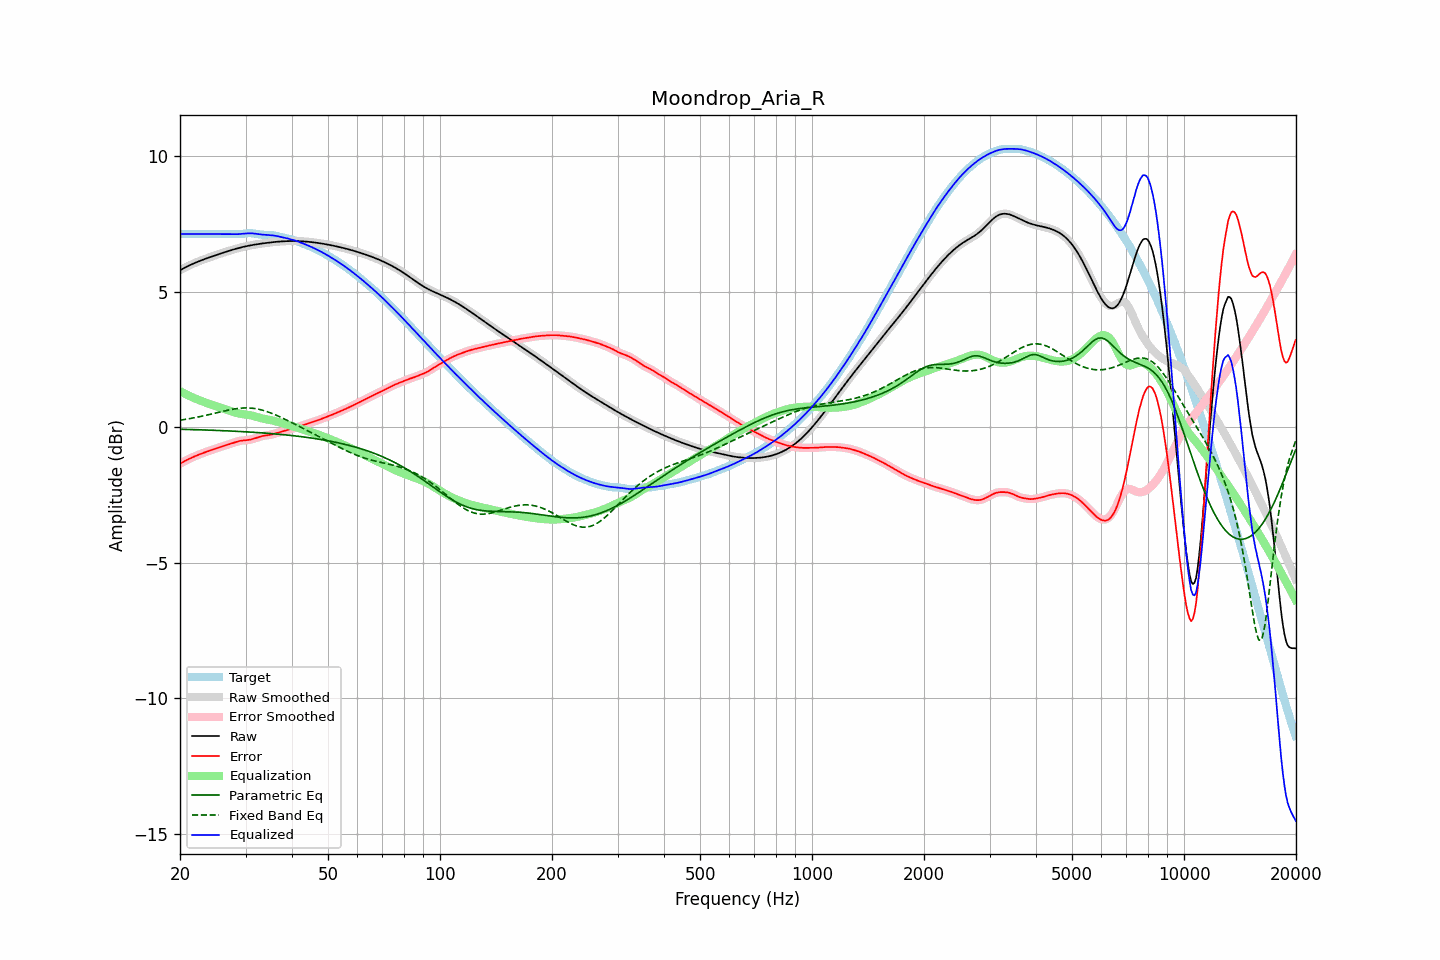 Moondrop_Aria_R
Amplitude (dBr)
10
5
0
−5
−10
−15
Target
Raw Smoothed
Error Smoothed
Raw
Error
Equalization
Parametric Eq
Fixed Band Eq
Equalized
20 50 100 200 500 1000 2000 5000 10000 20000
Frequency (Hz)